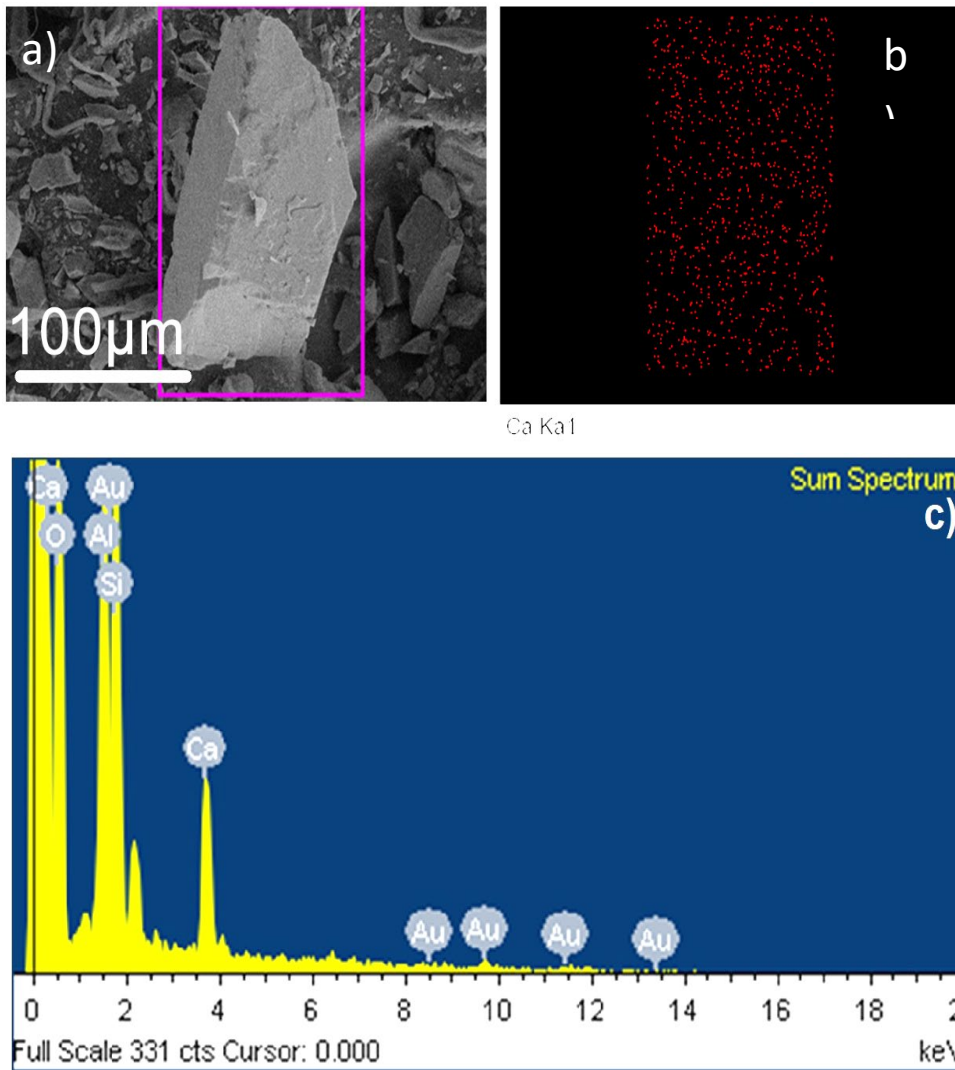 a)
b
)
100µm
Ca Ka1
Sum Spectrum
c)
Ca Au
O Al
Si
Ca
Au Au Au Au
0 2 4 6 8 10 12 14 16 18 2
Full Scale 331 cts Cursor: 0.000 keV